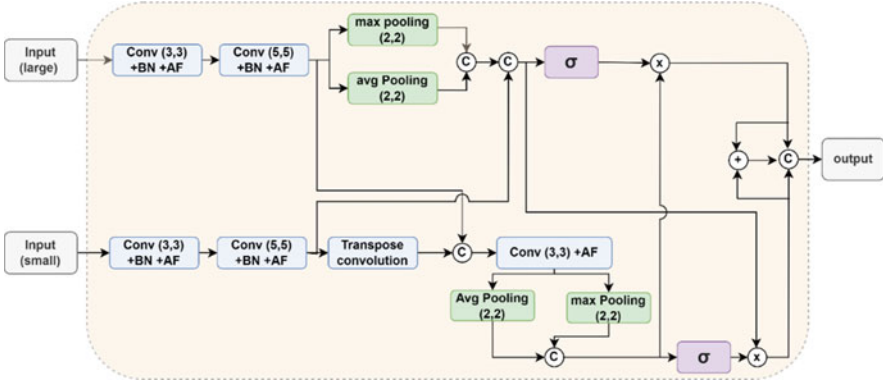 max pooling
(2,2)
Input
(large)
Conv (3,3)
+BN +AF
Conv (5,5)
+BN +AF
C
C
σ
x
avg Pooling
(2,2)
+
C
output
Input
(small)
Conv (3,3)
+BN +AF
Conv (5,5)
+BN +AF
Transpose
convolution
C
Conv (3,3) +AF
Avg Pooling
(2,2)
max Pooling
(2,2)
C
σ
x